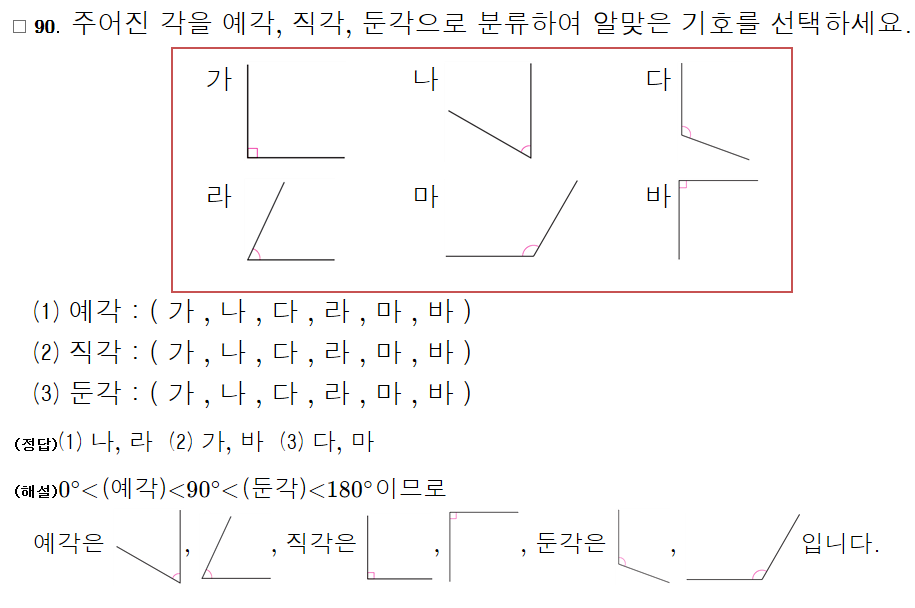 □ 90. 주어진 각을 예각, 직각, 둔각으로 분류하여 알맞은 기호를 선택하세요.
가 나 다
라 마 바
(1) 예각 : ( 가 , 나 , 다 , 라 , 마 , 바 )
(2) 직각 : ( 가 , 나 , 다 , 라 , 마 , 바 )
(3) 둔각 : ( 가 , 나 , 다 , 라 , 마 , 바 )
(정답)(1) 나, 라 (2) 가, 바 (3) 다, 마
(해설)0°<(예각)<90°<(둔각)<180°이므로
예각은 , , 직각은 , , 둔각은 , 입니다.